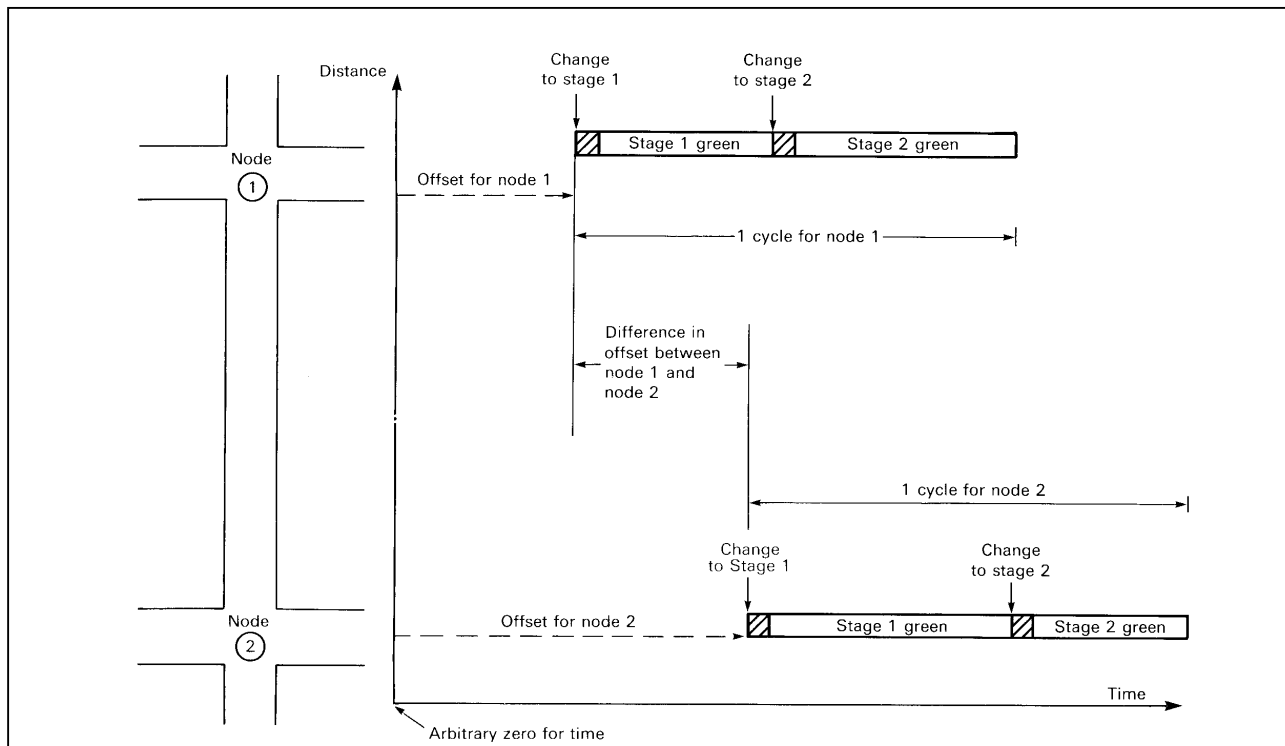 Distance
Change
to stage 1
Change
to stage 2
Stage 1 green
Stage 2 green
Node
1
Offset for node 1
1 cycle for node 1
Difference in
offset between
node 1 and
node 2
1 cycle for node 2
Change
to Stage 1
Change
to stage 2
Node
2
Offset for node 2
Stage 1 green
Stage 2 green
Time
Arbitrary zero for time